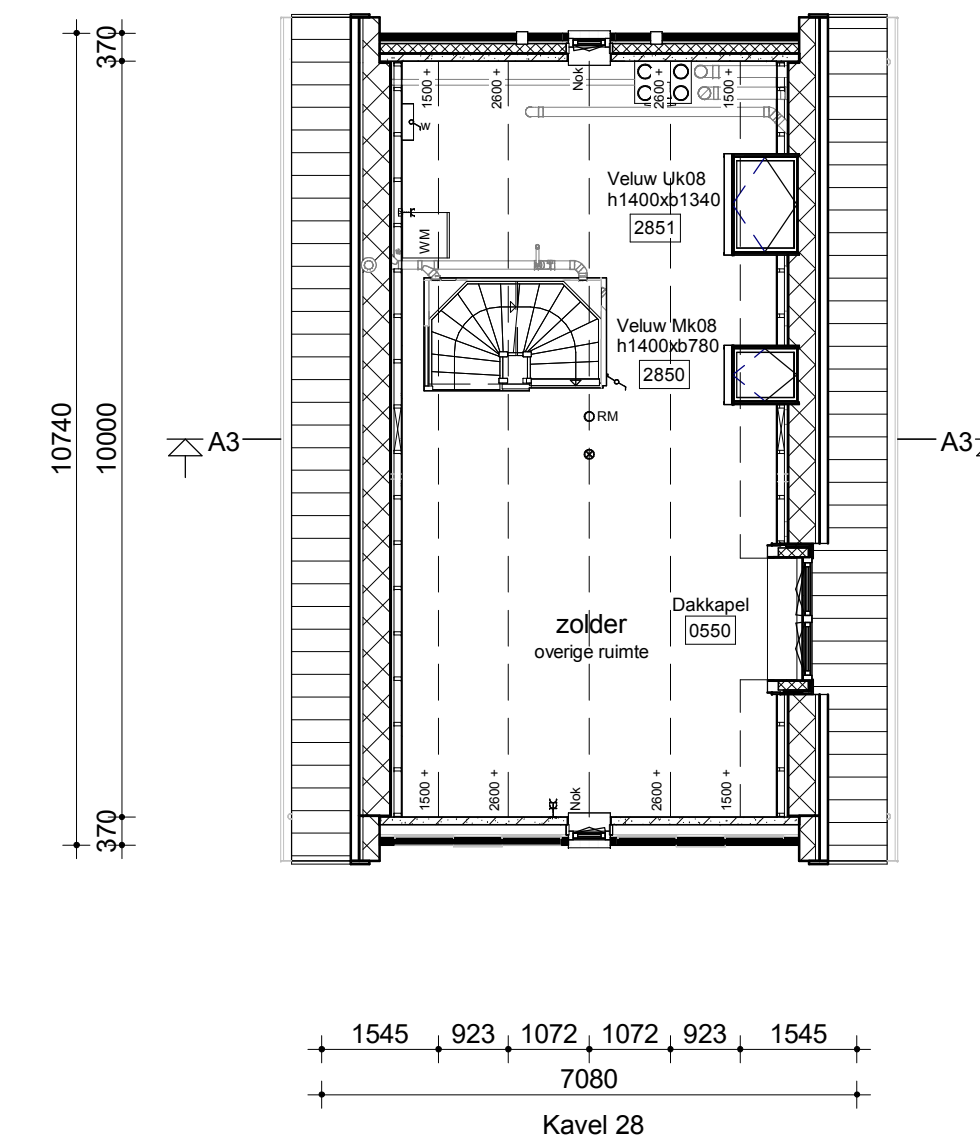 370
1500 +
2600 +
Nok
2600 +
1500 +
W
Veluw Uk08
h1400xb1340
2851
WM
Veluw Mk08
h1400xb780
2850
RM
A3
A3
10740
10000
zolder
overige ruimte
Dakkapel
0550
1500 +
2600 +
Nok
2600 +
1500 +
370
1545 923 1072 1072 923 1545
7080
Kavel 28